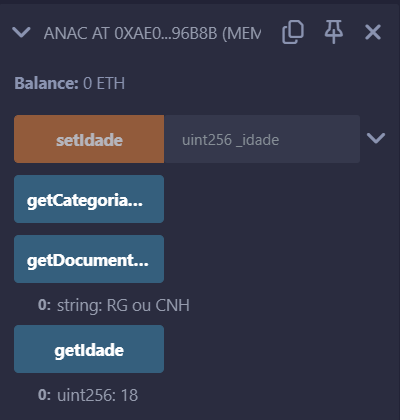 ANAC AT 0XAE0...96B8B (MEM
Balance: 0 ETH
setIdade uint256 _idade
getCategoria...
getDocument...
0: string: RG ou CNH
getIdade
0: uint256: 18